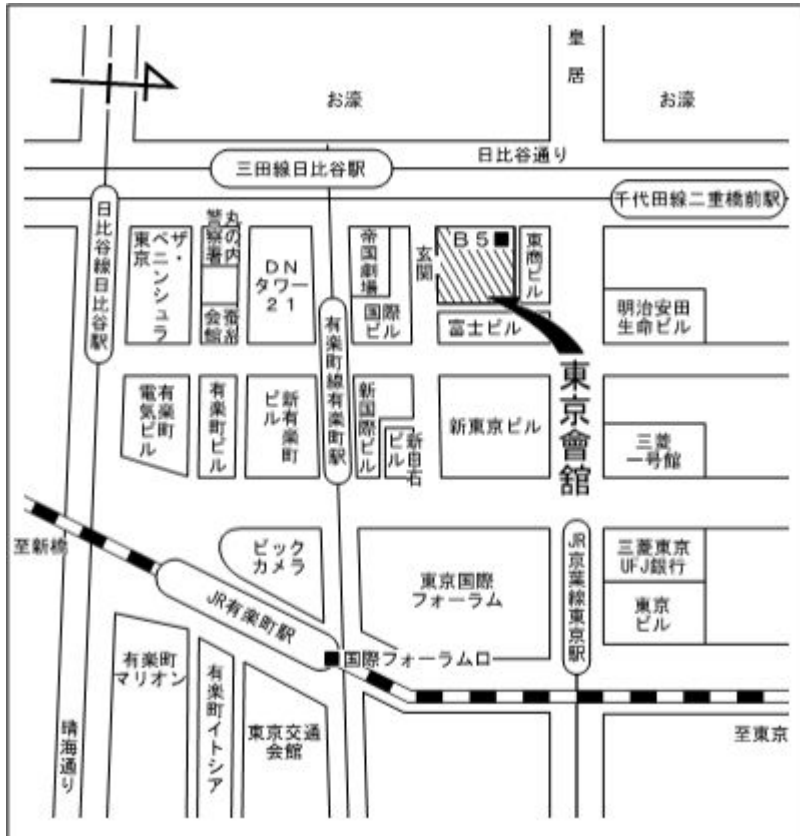 皇居
お濠
お濠
日比谷通り
三田線日比谷駅
千代田線二重橋前駅
日比谷線日比谷駅
ザ・
ペニンシュラ
東京
丸の内
警察署
番組
会館
DN
タワー
21
有楽町線有楽町駅
帝国劇場
国際
ビル
玄関
B5
東商ビル
富士ビル
明治安田
生命ビル
東京會舘
有楽町
電気ビル
有楽町ビル
新有楽町
ビル
新国際ビル
新日石
ビル
新東京ビル
三菱
一号館
至新橋
ビック
カメラ
JR有楽町駅
東京国際
フォーラム
JR京葉線東京駅
三菱東京
UFJ銀行
東京
ビル
国際フォーラム口
有楽町
マリオン
有楽町イトシア
東京交通
会館
晴海通り
至東京